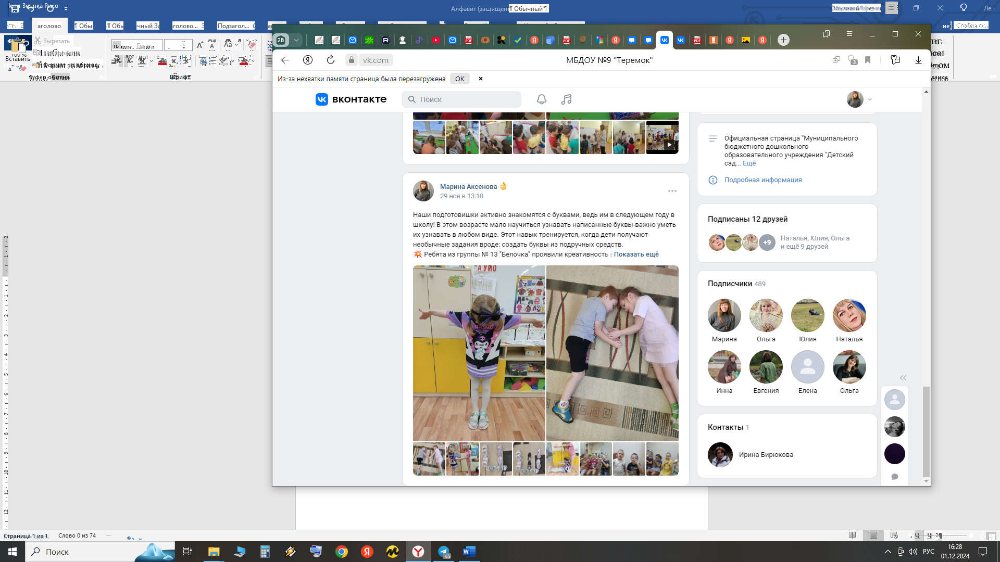 Алфавит (защищенн
¶ Обычный
Вырезать
Вставить
Формат по образцу
28
vk.com
МБДОУ №9 "Теремок"
3
Из-за нехватки памяти страница была перезагружена
ОК
вконтакте
Поиск
Официальная страница "Муниципального
бюджетного дошкольного
образовательного учреждения "Детский
сад... Ещё
Подробная информация
Марина Аксенова
29 ноя в 13:10
Наши подготовишки активно знакомятся с буквами, ведь им в следующем году в
школу! В этом возрасте мало научиться узнавать написанные буквы-важно уметь
их узнавать в любом виде. Этот навык тренируется, когда дети получают
необычные задания вроде: создать буквы из подручных средств.
Ребята из группы № 13 "Белочка" проявили креативность в Показать ещё
Подписаны 12 друзей
+9
Наталья, Юлия, Ольга
и ещё 9 друзей
Подписчики 489
Марина
Ольга
Юлия
Наталья
Инна
Евгения
Елена
Ольга
Контакты 1
Ирина Бирюкова
Страница 1 из 1
Слово 0 из 74
Поиск
РУС
16:28
01.12.2024